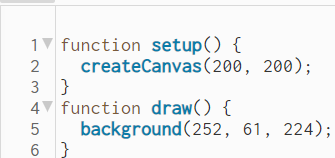 1 function setup() {
2   createCanvas(200, 200);
3 }
4 function draw() {
5   background(252, 61, 224);
6 }